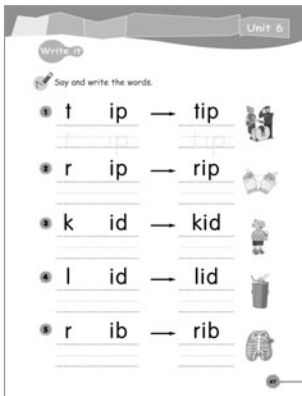 Unit 6
Write it
Say and write the words.
1 t ip → tip
t ip tip
2 r ip → rip
3 k id → kid
4 l id → lid
5 r ib → rib
47